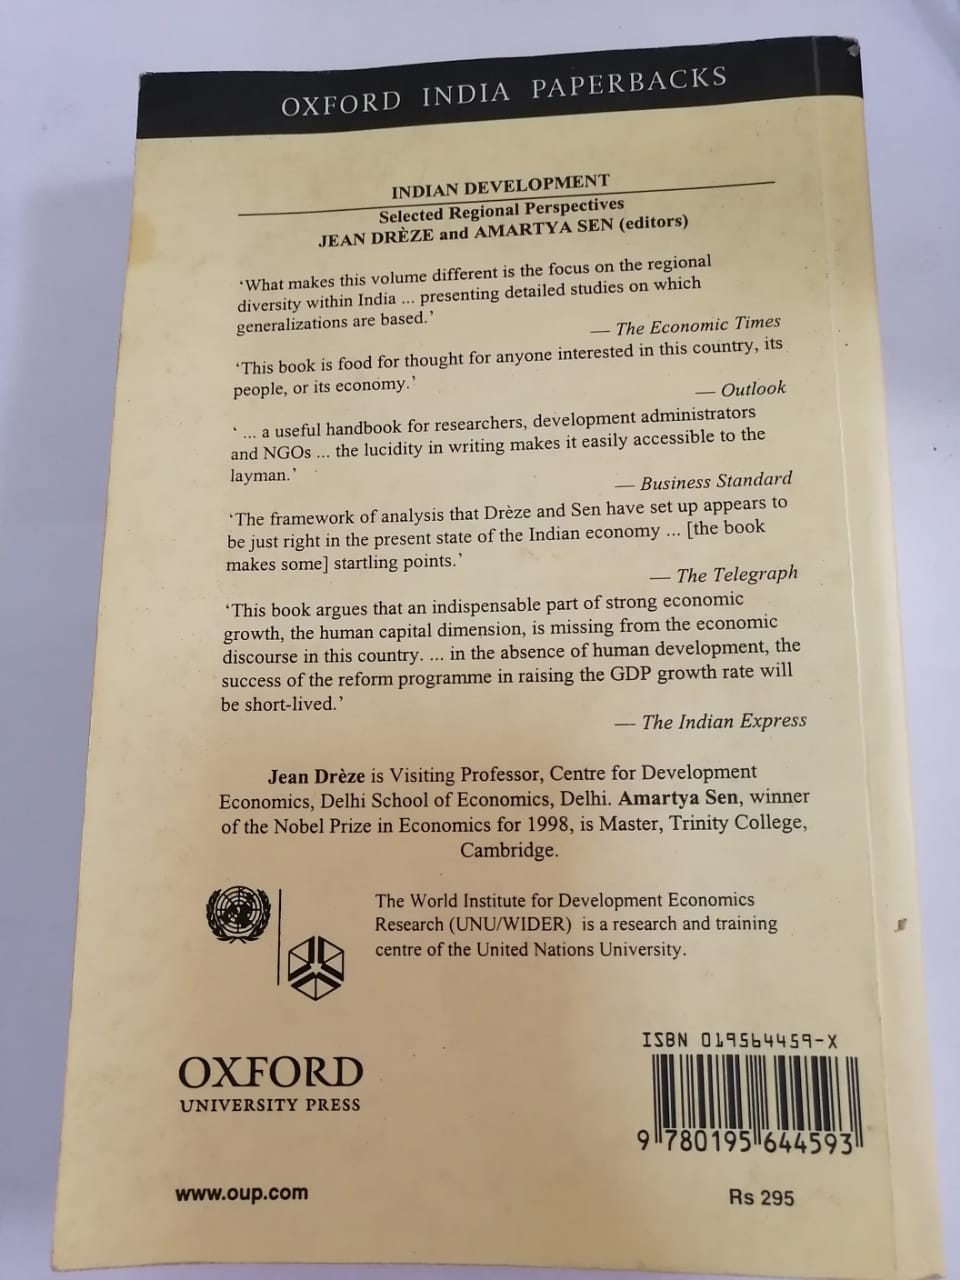 OXFORD INDIA PAPERBACKS
INDIAN DEVELOPMENT
Selected Regional Perspectives
JEAN DRÈZE and AMARTYA SEN (editors)
‘What makes this volume different is the focus on the regional
diversity within India ... presenting detailed studies on which
generalizations are based.’
— The Economic Times
‘This book is food for thought for anyone interested in this country, its
people, or its economy.’
— Outlook
‘ ... a useful handbook for researchers, development administrators
and NGOs ... the lucidity in writing makes it easily accessible to the
layman.’
— Business Standard
‘The framework of analysis that Drèze and Sen have set up appears to
be just right in the present state of the Indian economy ... [the book
makes some] startling points.’
— The Telegraph
‘This book argues that an indispensable part of strong economic
growth, the human capital dimension, is missing from the economic
discourse in this country. ... in the absence of human development, the
success of the reform programme in raising the GDP growth rate will
be short-lived.’
— The Indian Express
Jean Drèze is Visiting Professor, Centre for Development
Economics, Delhi School of Economics, Delhi. Amartya Sen, winner
of the Nobel Prize in Economics for 1998, is Master, Trinity College,
Cambridge.
The World Institute for Development Economics
Research (UNU/WIDER) is a research and training
centre of the United Nations University.
ISBN 019564459-X
OXFORD
UNIVERSITY PRESS
9 780195 644593
www.oup.com
Rs 295